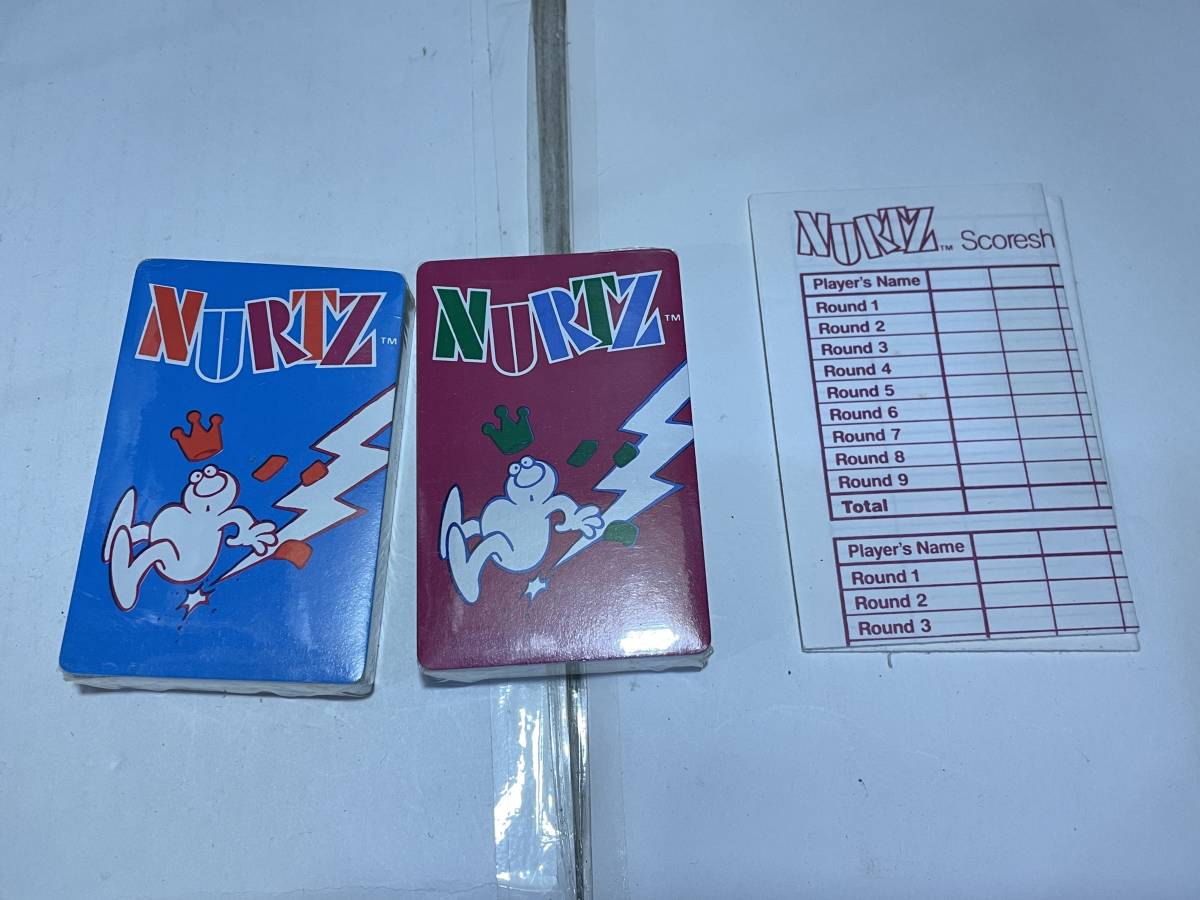 NURTZ™
NURTZ™
NURTZ™ Scoresh
Player's Name
Round 1
Round 2
Round 3
Round 4
Round 5
Round 6
Round 7
Round 8
Round 9
Total
Player's Name
Round 1
Round 2
Round 3